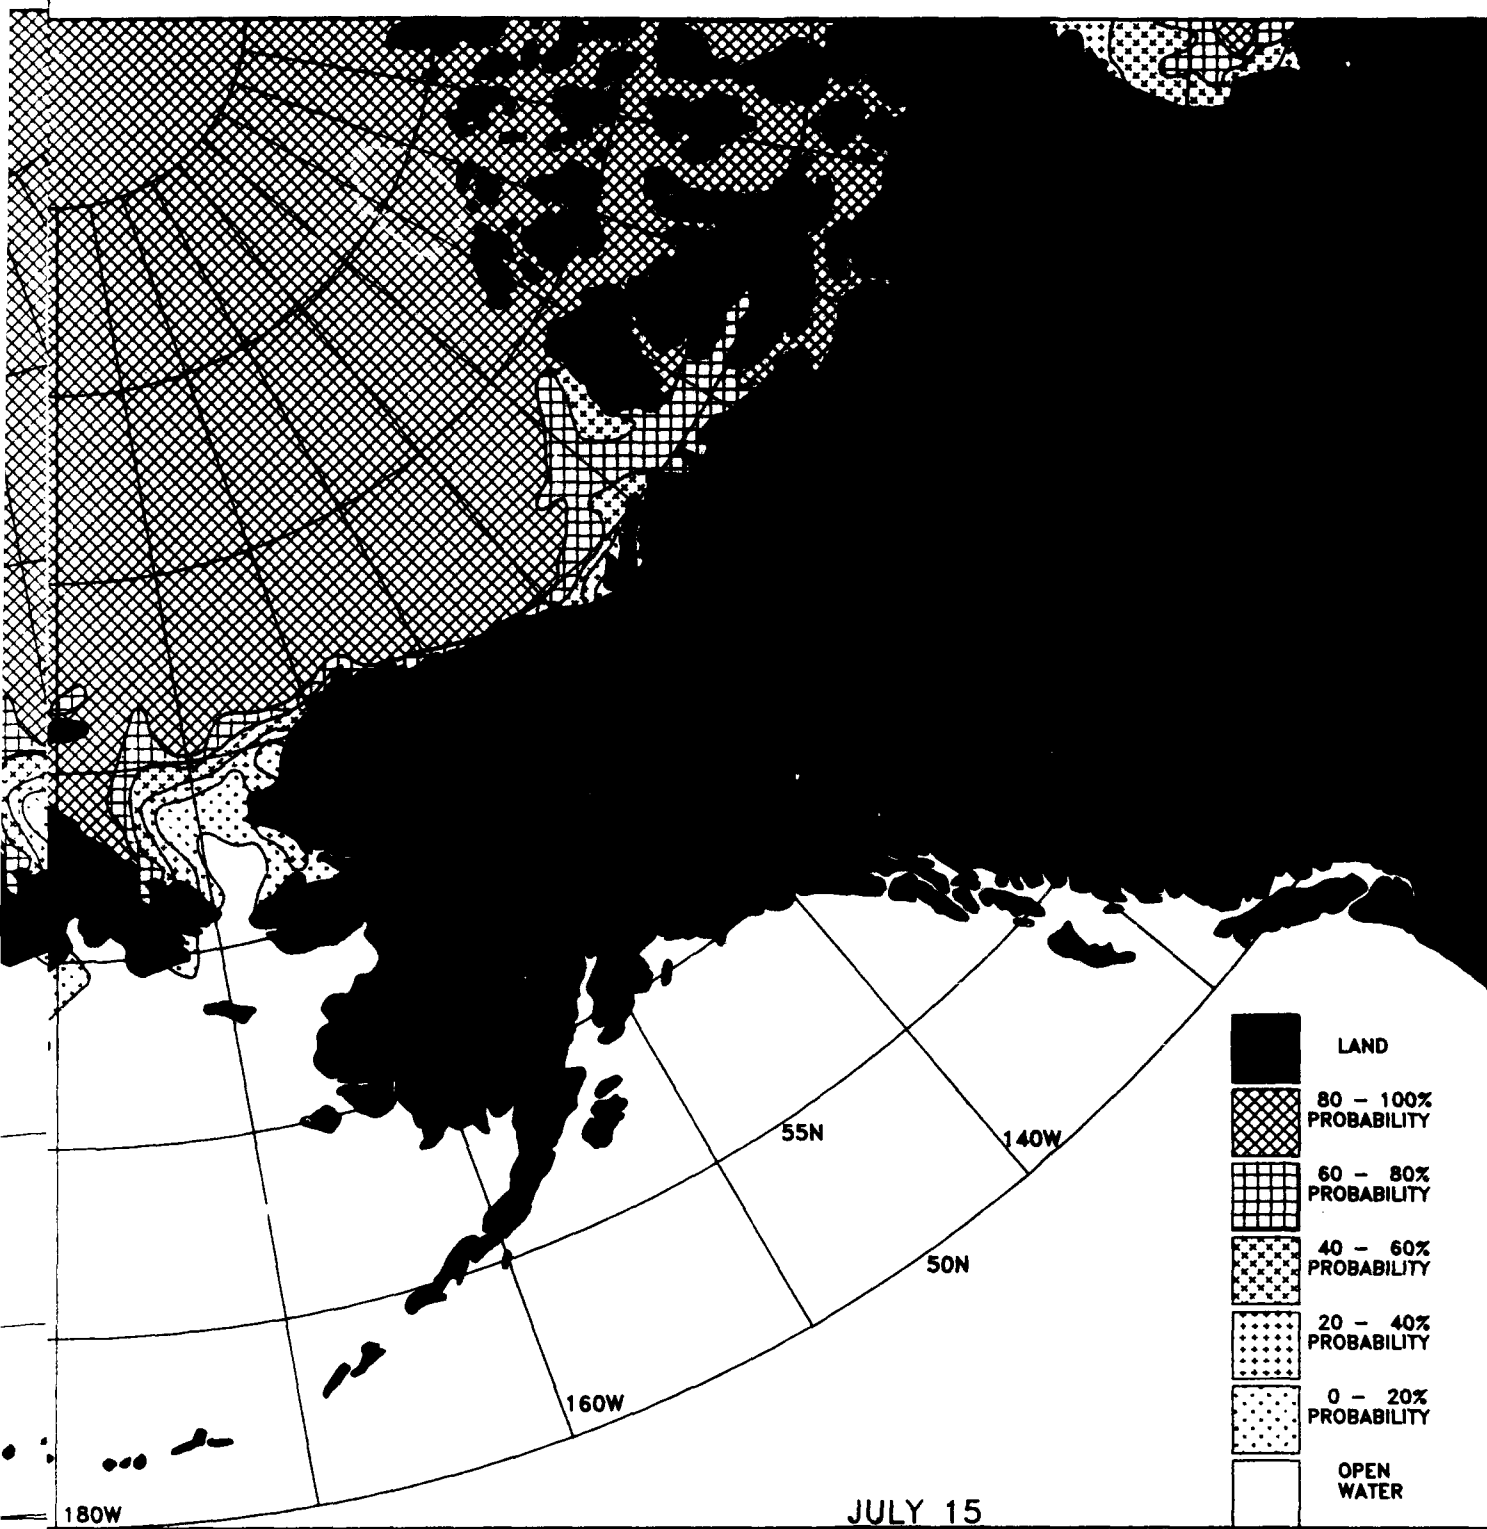 LAND
80 - 100%
PROBABILITY
60 - 80%
PROBABILITY
55N
140W
40 - 60%
PROBABILITY
50N
20 - 40%
PROBABILITY
160W
0 - 20%
PROBABILITY
OPEN
WATER
180W
JULY 15